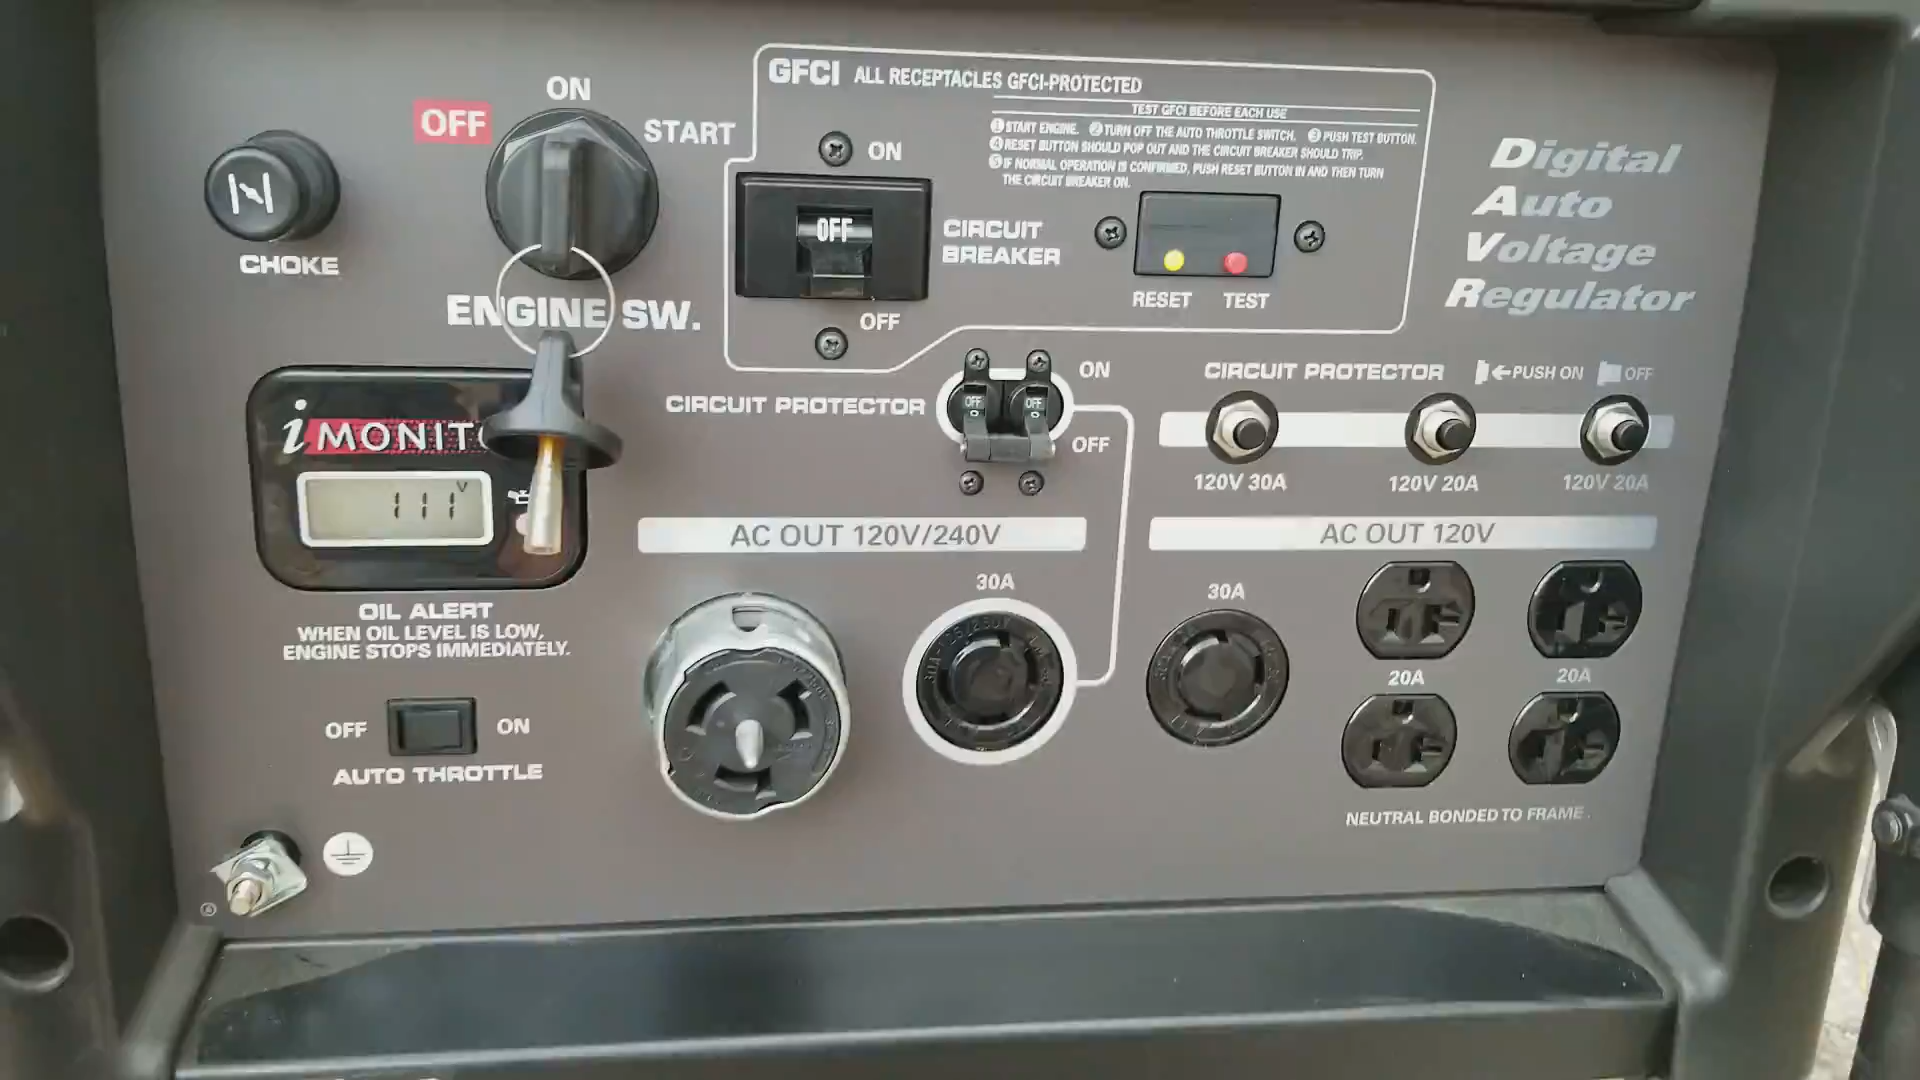 ON
OFF
START
CHOKE
ENGINE SW.
GFCI ALL RECEPTACLES GFCI-PROTECTED
TEST GFCI BEFORE EACH USE
① START ENGINE. ② TURN OFF THE AUTO THROTTLE SWITCH. ③ PUSH TEST BUTTON.
④ RESET BUTTON SHOULD POP OUT AND THE CIRCUIT BREAKER SHOULD TRIP.
⑤ IF NORMAL OPERATION IS CONFIRMED, PUSH RESET BUTTON IN AND THEN TURN
THE CIRCUIT BREAKER ON.
ON
OFF
OFF
CIRCUIT
BREAKER
RESET TEST
Digital
Auto
Voltage
Regulator
i MONIT
111 V
OIL ALERT
WHEN OIL LEVEL IS LOW,
ENGINE STOPS IMMEDIATELY.
OFF ON
AUTO THROTTLE
CIRCUIT PROTECTOR
ON
OFF OFF
OFF
CIRCUIT PROTECTOR ←PUSH ON OFF
120V 30A 120V 20A 120V 20A
AC OUT 120V/240V
30A
AC OUT 120V
30A
20A 20A
NEUTRAL BONDED TO FRAME.